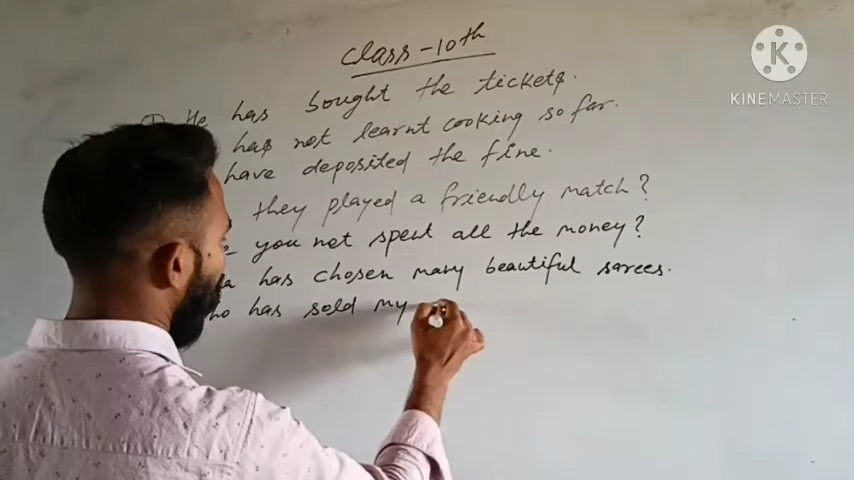 Class-10th
① He has bought the tickets.
has not learnt cooking so far.
have deposited the fine.
they played a friendly match?
you not spent all the money?
has chosen many beautiful sarees.
has sold my
K
KINEMASTER